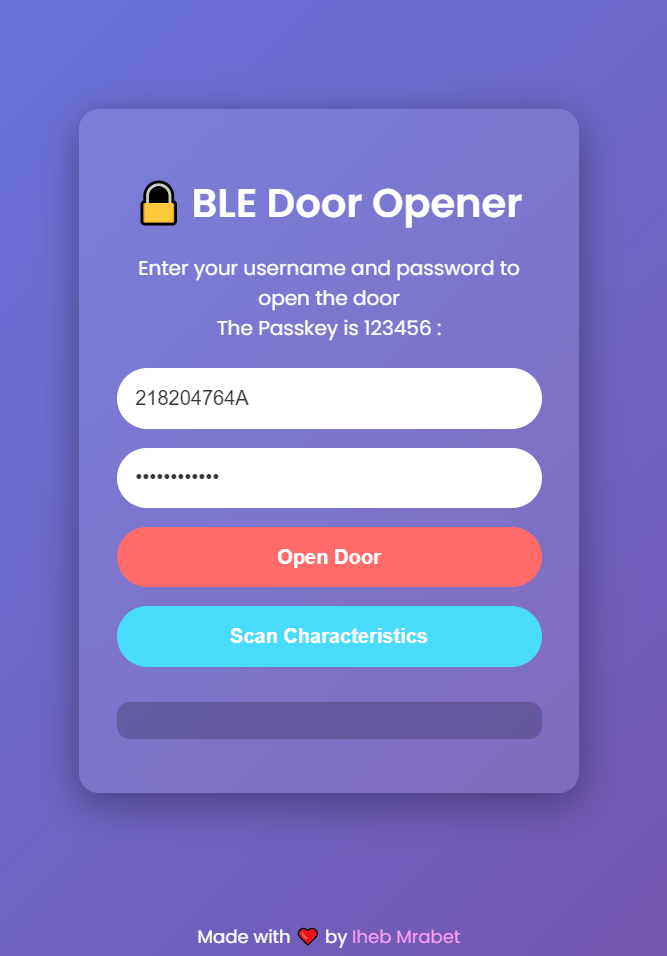 BLE Door Opener
Enter your username and password to
open the door
The Passkey is 123456 :
218204764A
••••••••••••
Open Door
Scan Characteristics
Made with ❤️ by Iheb Mrabet